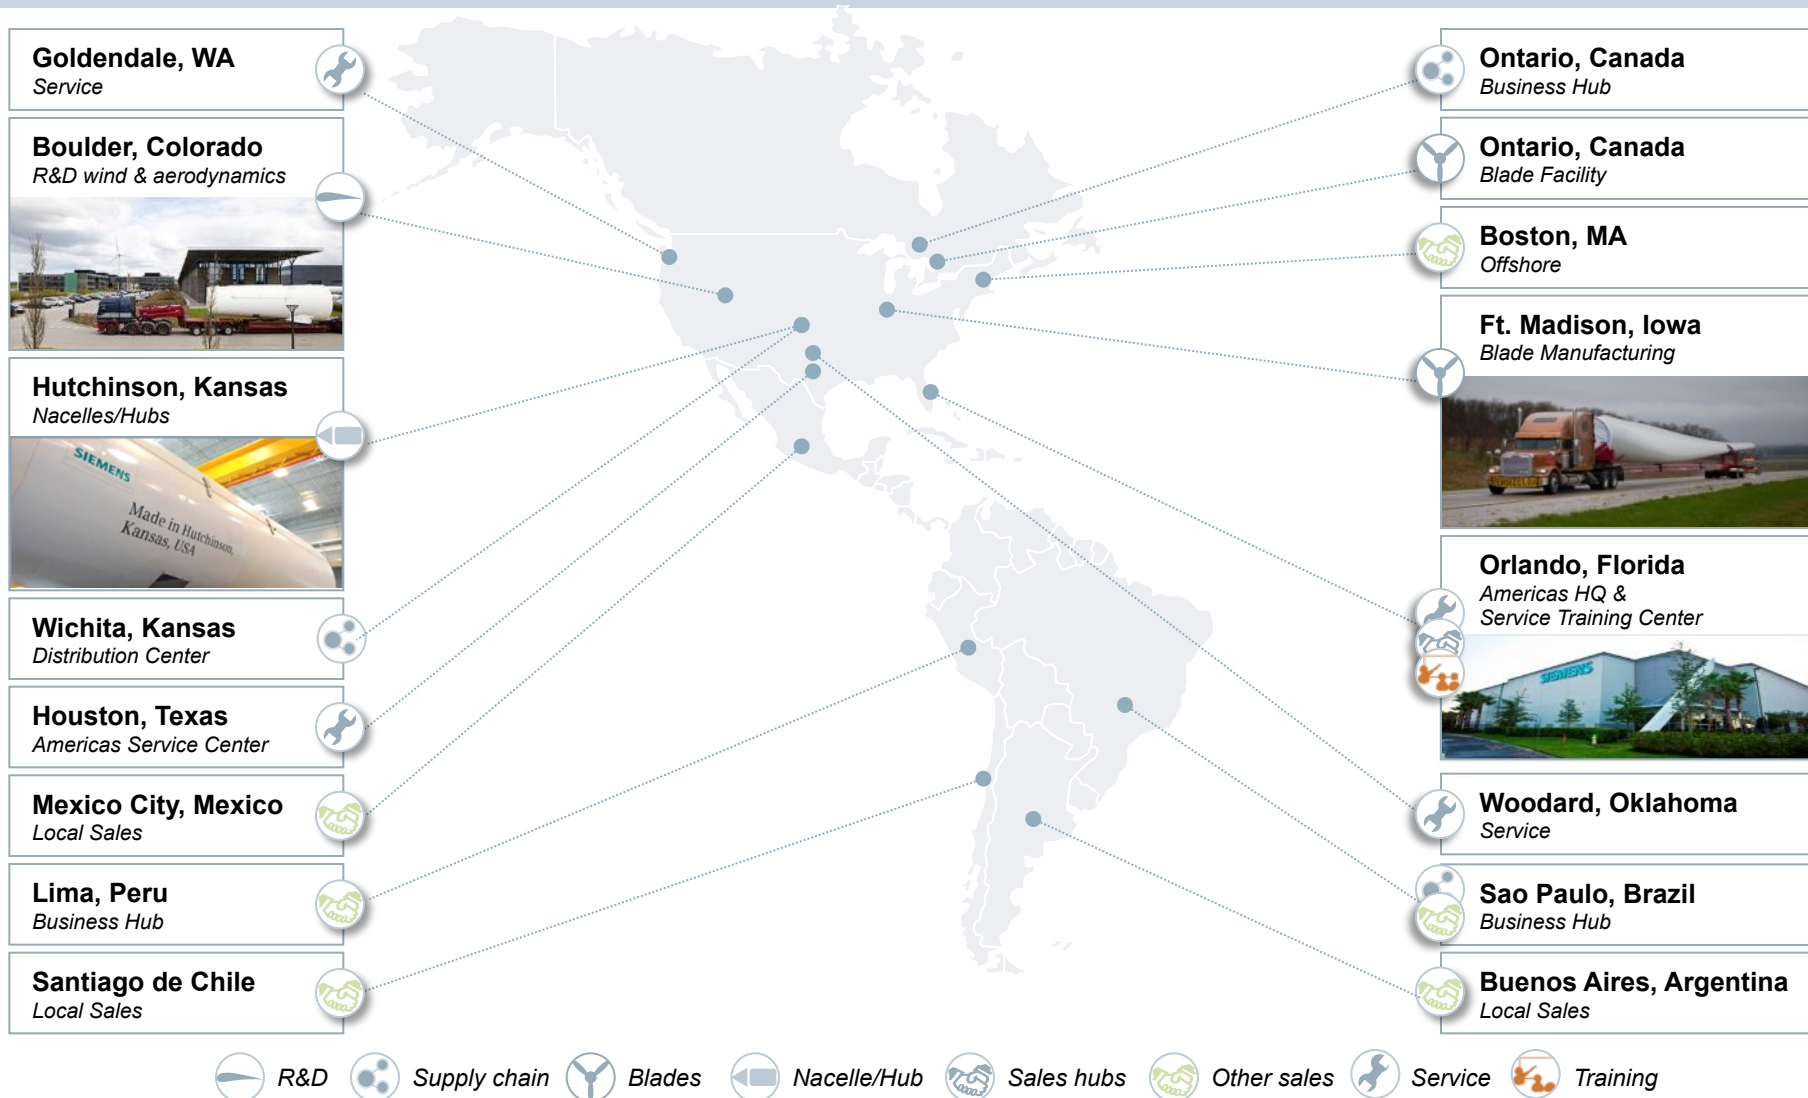 Goldendale, WA
Service
Boulder, Colorado
R&D wind & aerodynamics
Hutchinson, Kansas
Nacelles/Hubs
SIEMENS
Made in Hutchinson,
Kansas, USA
Wichita, Kansas
Distribution Center
Houston, Texas
Americas Service Center
Mexico City, Mexico
Local Sales
Lima, Peru
Business Hub
Santiago de Chile
Local Sales
Ontario, Canada
Business Hub
Ontario, Canada
Blade Facility
Boston, MA
Offshore
Ft. Madison, Iowa
Blade Manufacturing
Orlando, Florida
Americas HQ &
Service Training Center
SIEMENS
Woodard, Oklahoma
Service
Sao Paulo, Brazil
Business Hub
Buenos Aires, Argentina
Local Sales
R&D
Supply chain
Blades
Nacelle/Hub
Sales hubs
Other sales
Service
Training